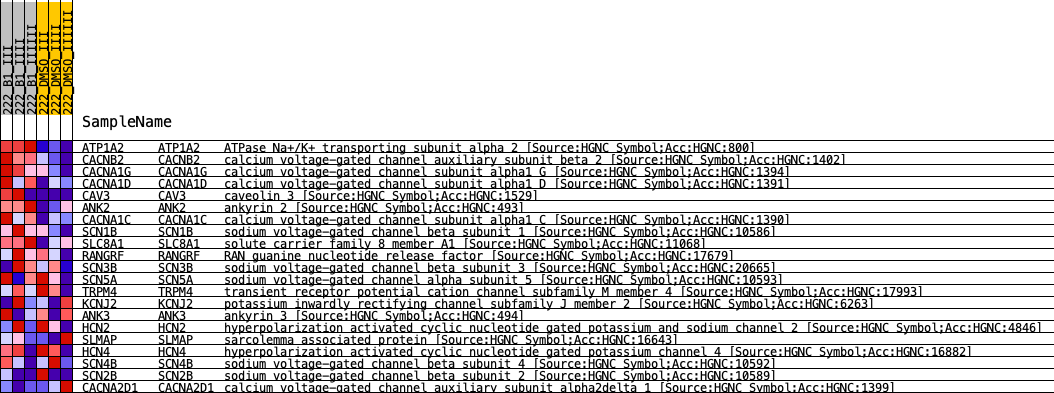 222_B1_III
222_B1_IIII
222_B1_IIIIII
222_DMSO_III
222_DMSO_IIII
222_DMSO_IIIIIII
SampleName
ATP1A2 ATP1A2 ATPase Na+/K+ transporting subunit alpha 2 [Source:HGNC Symbol;Acc:HGNC:800]
CACNB2 CACNB2 calcium voltage-gated channel auxiliary subunit beta 2 [Source:HGNC Symbol;Acc:HGNC:1402]
CACNA1G CACNA1G calcium voltage-gated channel subunit alpha1 G [Source:HGNC Symbol;Acc:HGNC:1394]
CACNA1D CACNA1D calcium voltage-gated channel subunit alpha1 D [Source:HGNC Symbol;Acc:HGNC:1391]
CAV3 CAV3 caveolin 3 [Source:HGNC Symbol;Acc:HGNC:1529]
ANK2 ANK2 ankyrin 2 [Source:HGNC Symbol;Acc:HGNC:493]
CACNA1C CACNA1C calcium voltage-gated channel subunit alpha1 C [Source:HGNC Symbol;Acc:HGNC:1390]
SCN1B SCN1B sodium voltage-gated channel beta subunit 1 [Source:HGNC Symbol;Acc:HGNC:10586]
SLC8A1 SLC8A1 solute carrier family 8 member A1 [Source:HGNC Symbol;Acc:HGNC:11068]
RANGRF RANGRF RAN guanine nucleotide release factor [Source:HGNC Symbol;Acc:HGNC:17679]
SCN3B SCN3B sodium voltage-gated channel beta subunit 3 [Source:HGNC Symbol;Acc:HGNC:20665]
SCN5A SCN5A sodium voltage-gated channel alpha subunit 5 [Source:HGNC Symbol;Acc:HGNC:10593]
TRPM4 TRPM4 transient receptor potential cation channel subfamily M member 4 [Source:HGNC Symbol;Acc:HGNC:17993]
KCNJ2 KCNJ2 potassium inwardly rectifying channel subfamily J member 2 [Source:HGNC Symbol;Acc:HGNC:6263]
ANK3 ANK3 ankyrin 3 [Source:HGNC Symbol;Acc:HGNC:494]
HCN2 HCN2 hyperpolarization activated cyclic nucleotide gated potassium and sodium channel 2 [Source:HGNC Symbol;Acc:HGNC:4846]
SLMAP SLMAP sarcolemma associated protein [Source:HGNC Symbol;Acc:HGNC:16643]
HCN4 HCN4 hyperpolarization activated cyclic nucleotide gated potassium channel 4 [Source:HGNC Symbol;Acc:HGNC:16882]
SCN4B SCN4B sodium voltage-gated channel beta subunit 4 [Source:HGNC Symbol;Acc:HGNC:10592]
SCN2B SCN2B sodium voltage-gated channel beta subunit 2 [Source:HGNC Symbol;Acc:HGNC:10589]
CACNA2D1 CACNA2D1 calcium voltage-gated channel auxiliary subunit alpha2delta 1 [Source:HGNC Symbol;Acc:HGNC:1399]